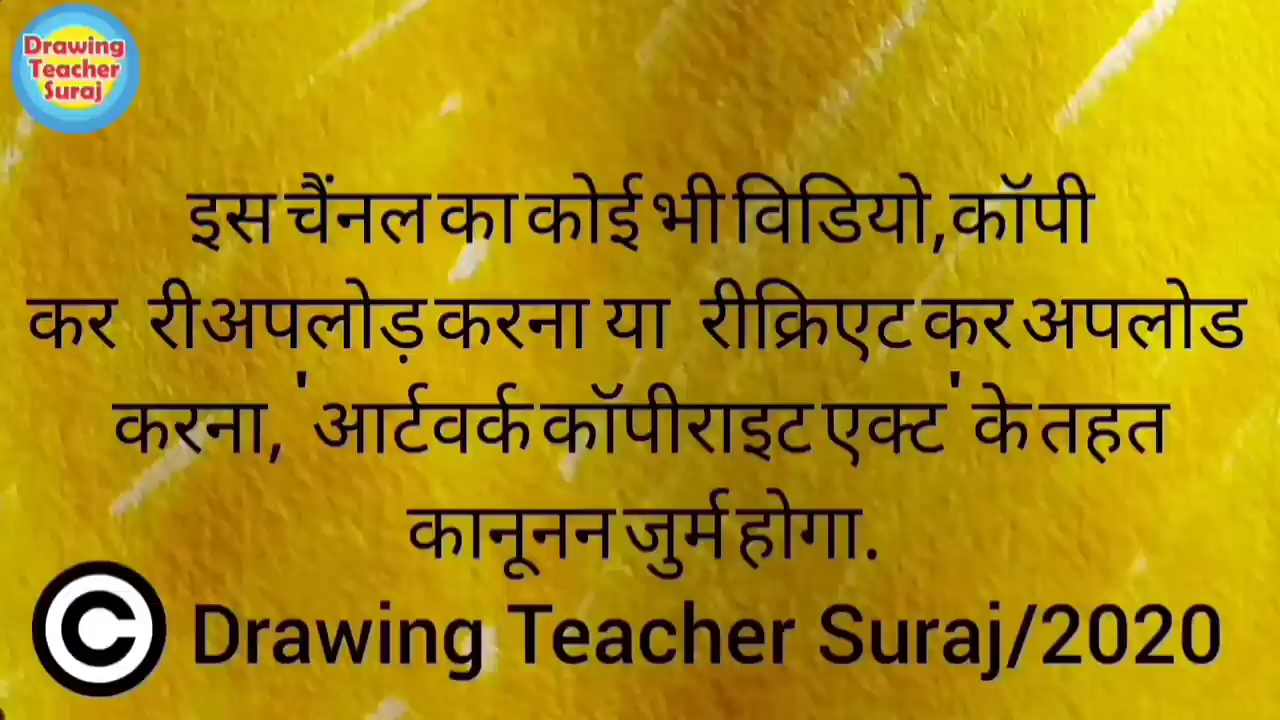 Drawing
Teacher
Suraj
इस चैंनल का कोई भी विडियो,कॉपी
कर रीअपलोड़ करना या रीक्रिएट कर अपलोड
करना, 'आर्टवर्क कॉपीराइट एक्ट' के तहत
कानूनन जुर्म होगा.
© Drawing Teacher Suraj/2020